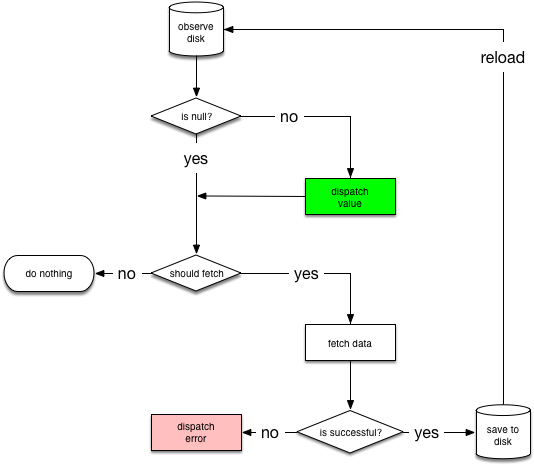 observe
disk
reload
is null?
no
yes
dispatch
value
do nothing
no
should fetch
yes
fetch data
dispatch
error
no
is successful?
yes
save to
disk